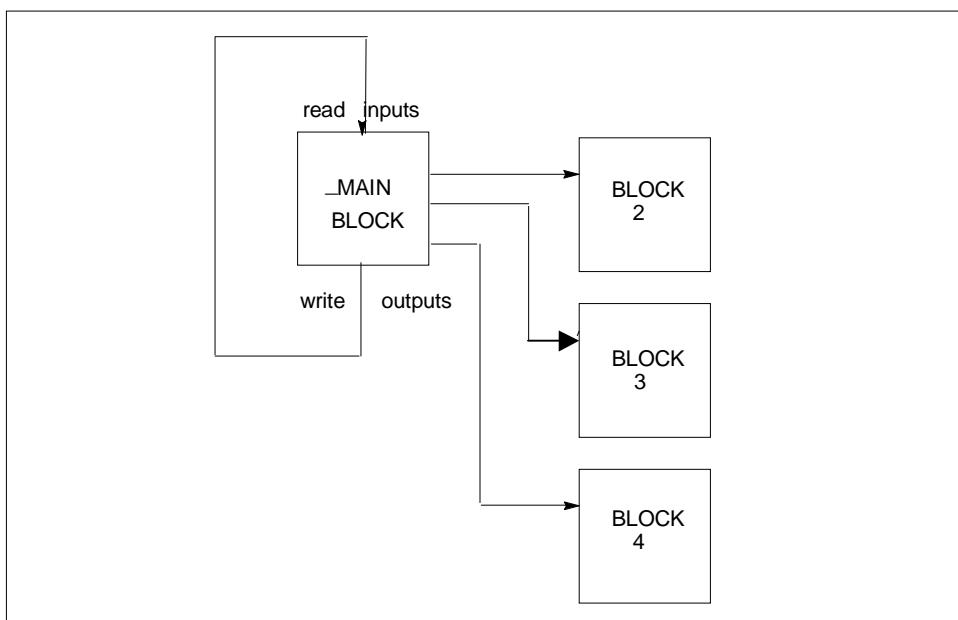 read inputs
_MAIN
BLOCK
write outputs
BLOCK
2
BLOCK
3
BLOCK
4